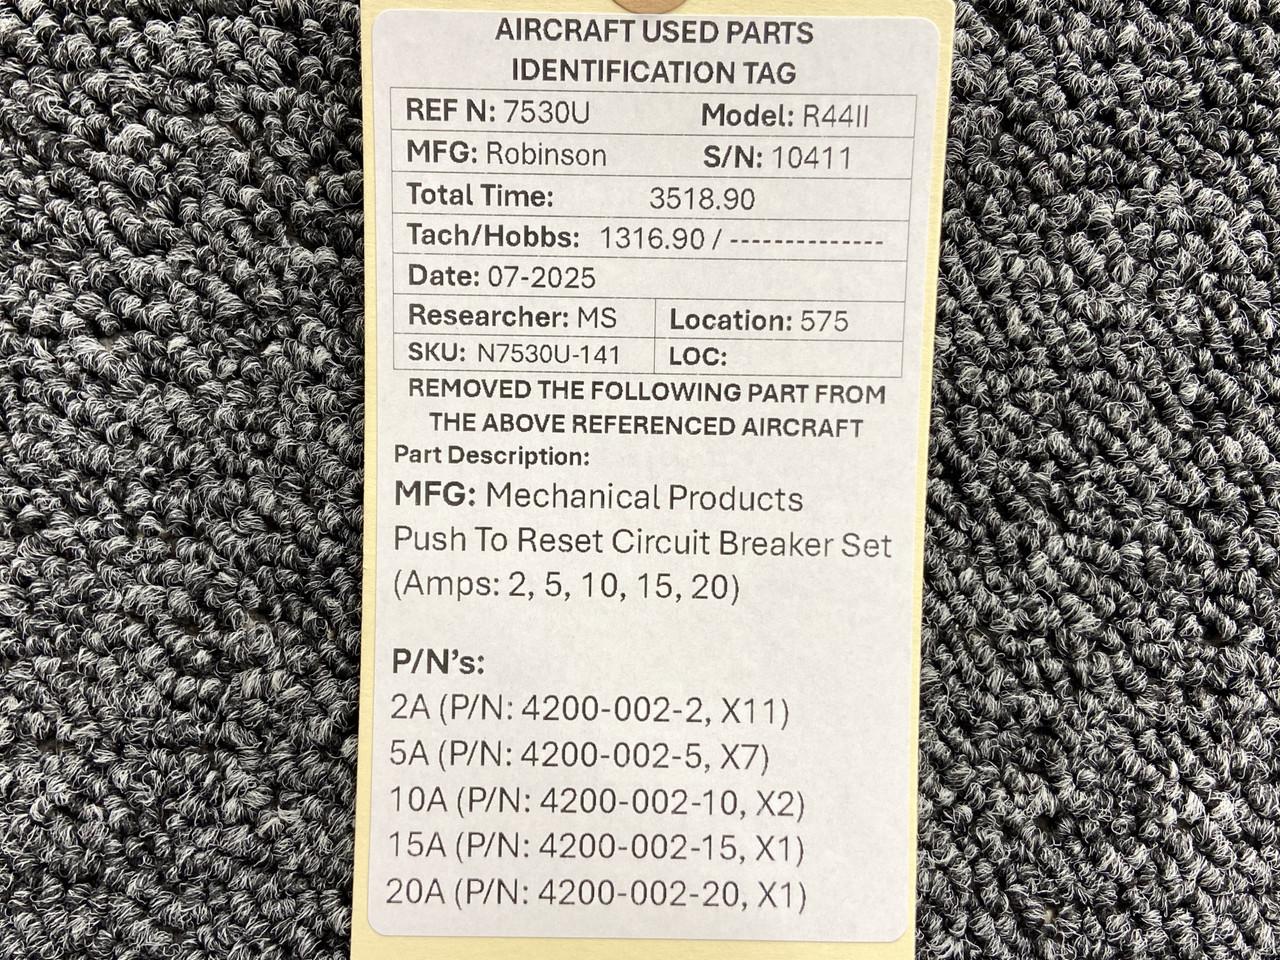 AIRCRAFT USED PARTS
IDENTIFICATION TAG
REF N: 7530U Model: R44II
MFG: Robinson S/N: 10411
Total Time: 3518.90
Tach/Hobbs: 1316.90 / --------------
Date: 07-2025
Researcher: MS Location: 575
SKU: N7530U-141 LOC:
REMOVED THE FOLLOWING PART FROM
THE ABOVE REFERENCED AIRCRAFT
Part Description:
MFG: Mechanical Products
Push To Reset Circuit Breaker Set
(Amps: 2, 5, 10, 15, 20)
P/N's:
2A (P/N: 4200-002-2, X11)
5A (P/N: 4200-002-5, X7)
10A (P/N: 4200-002-10, X2)
15A (P/N: 4200-002-15, X1)
20A (P/N: 4200-002-20, X1)